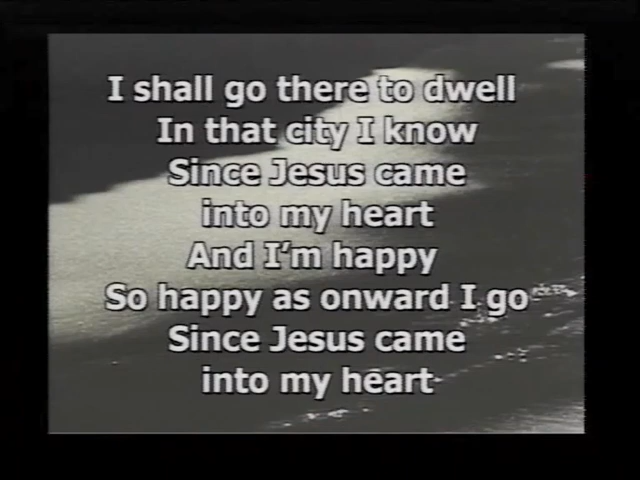 I shall go there to dwell
In that city I know
Since Jesus came
into my heart
And I'm happy
So happy as onward I go
Since Jesus came
into my heart